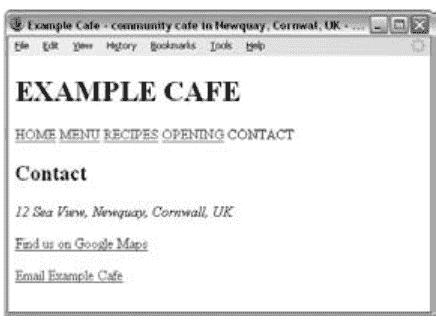 Example Cafe - community cafe in Newquay, Cornwal, UK - ...
File Edit View History Bookmarks Tools Help
EXAMPLE CAFE
HOME MENU RECIPES OPENING CONTACT
Contact
12 Sea View, Newquay, Cornwall, UK
Find us on Google Maps
Email Example Cafe